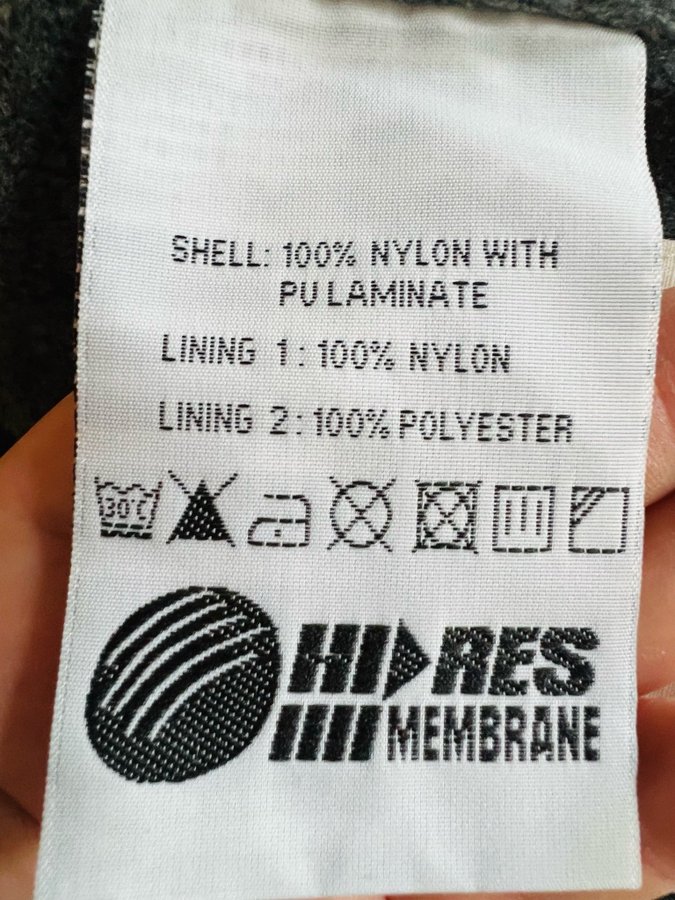 SHELL: 100% NYLON WITH
PU LAMINATE
LINING 1: 100% NYLON
LINING 2: 100% POLYESTER
30°C
HI RES
MEMBRANE